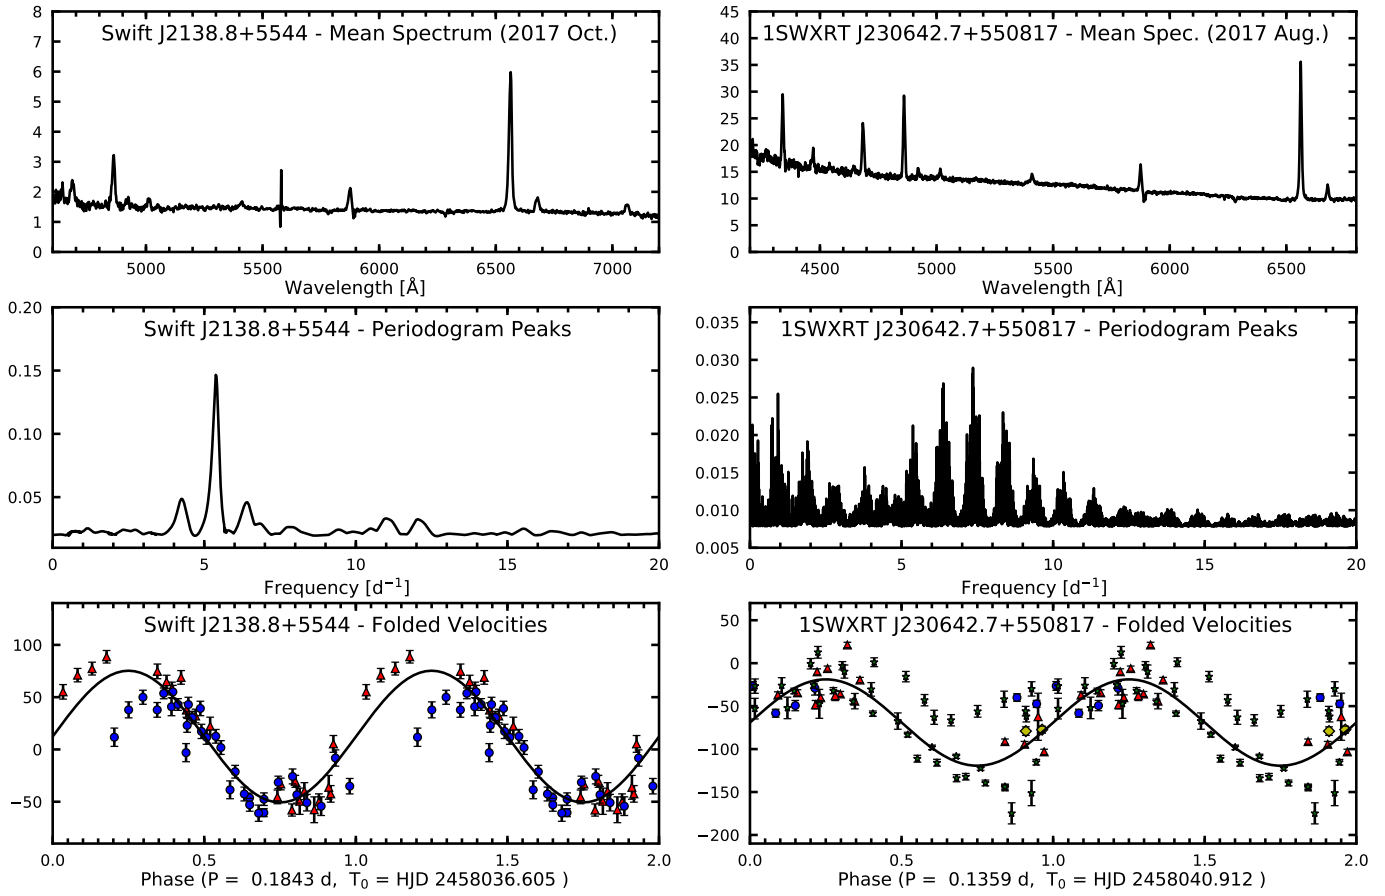 Swift J2138.8+5544 - Mean Spectrum (2017 Oct.)
8
7
6
5
4
3
2
1
0
5000 5500 6000 6500 7000
Wavelength [Å]
1SWXRT J230642.7+550817 - Mean Spec. (2017 Aug.)
45
40
35
30
25
20
15
10
5
0
4500 5000 5500 6000 6500
Wavelength [Å]
Swift J2138.8+5544 - Periodogram Peaks
0.20
0.15
0.10
0.05
0 5 10 15 20
Frequency [d⁻¹]
1SWXRT J230642.7+550817 - Periodogram Peaks
0.035
0.030
0.025
0.020
0.015
0.010
0.005
0 5 10 15 20
Frequency [d⁻¹]
Swift J2138.8+5544 - Folded Velocities
100
50
0
−50
0.0 0.5 1.0 1.5 2.0
Phase (P = 0.1843 d, T₀ = HJD 2458036.605 )
1SWXRT J230642.7+550817 - Folded Velocities
50
0
−50
−100
−150
−200
0.0 0.5 1.0 1.5 2.0
Phase (P = 0.1359 d, T₀ = HJD 2458040.912 )